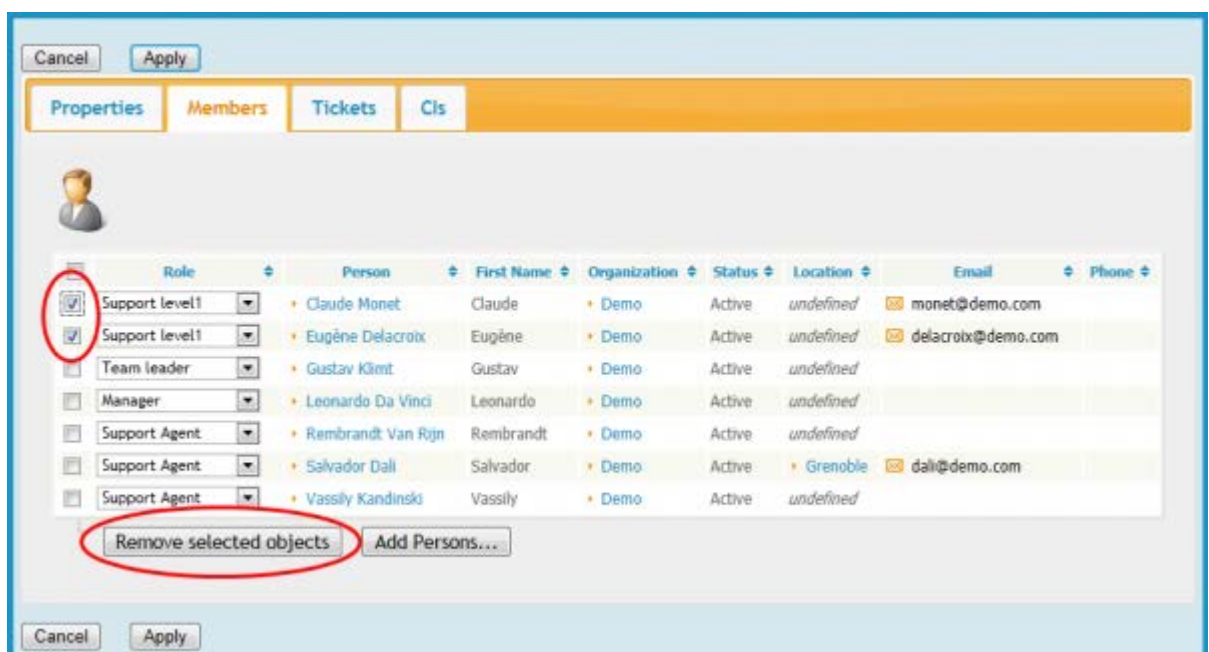 Cancel Apply
Properties Members Tickets CIs
Role Person First Name Organization Status Location Email Phone
Support level1 Claude Monet Claude Demo Active undefined monet@demo.com
Support level1 Eugène Delacroix Eugène Demo Active undefined delacroix@demo.com
Team leader Gustav Klimt Gustav Demo Active undefined
Manager Leonardo Da Vinci Leonardo Demo Active undefined
Support Agent Rembrandt Van Rijn Rembrandt Demo Active undefined
Support Agent Salvador Dali Salvador Demo Active Grenoble dali@demo.com
Support Agent Vassily Kandinski Vassily Demo Active undefined
Remove selected objects Add Persons...
Cancel Apply